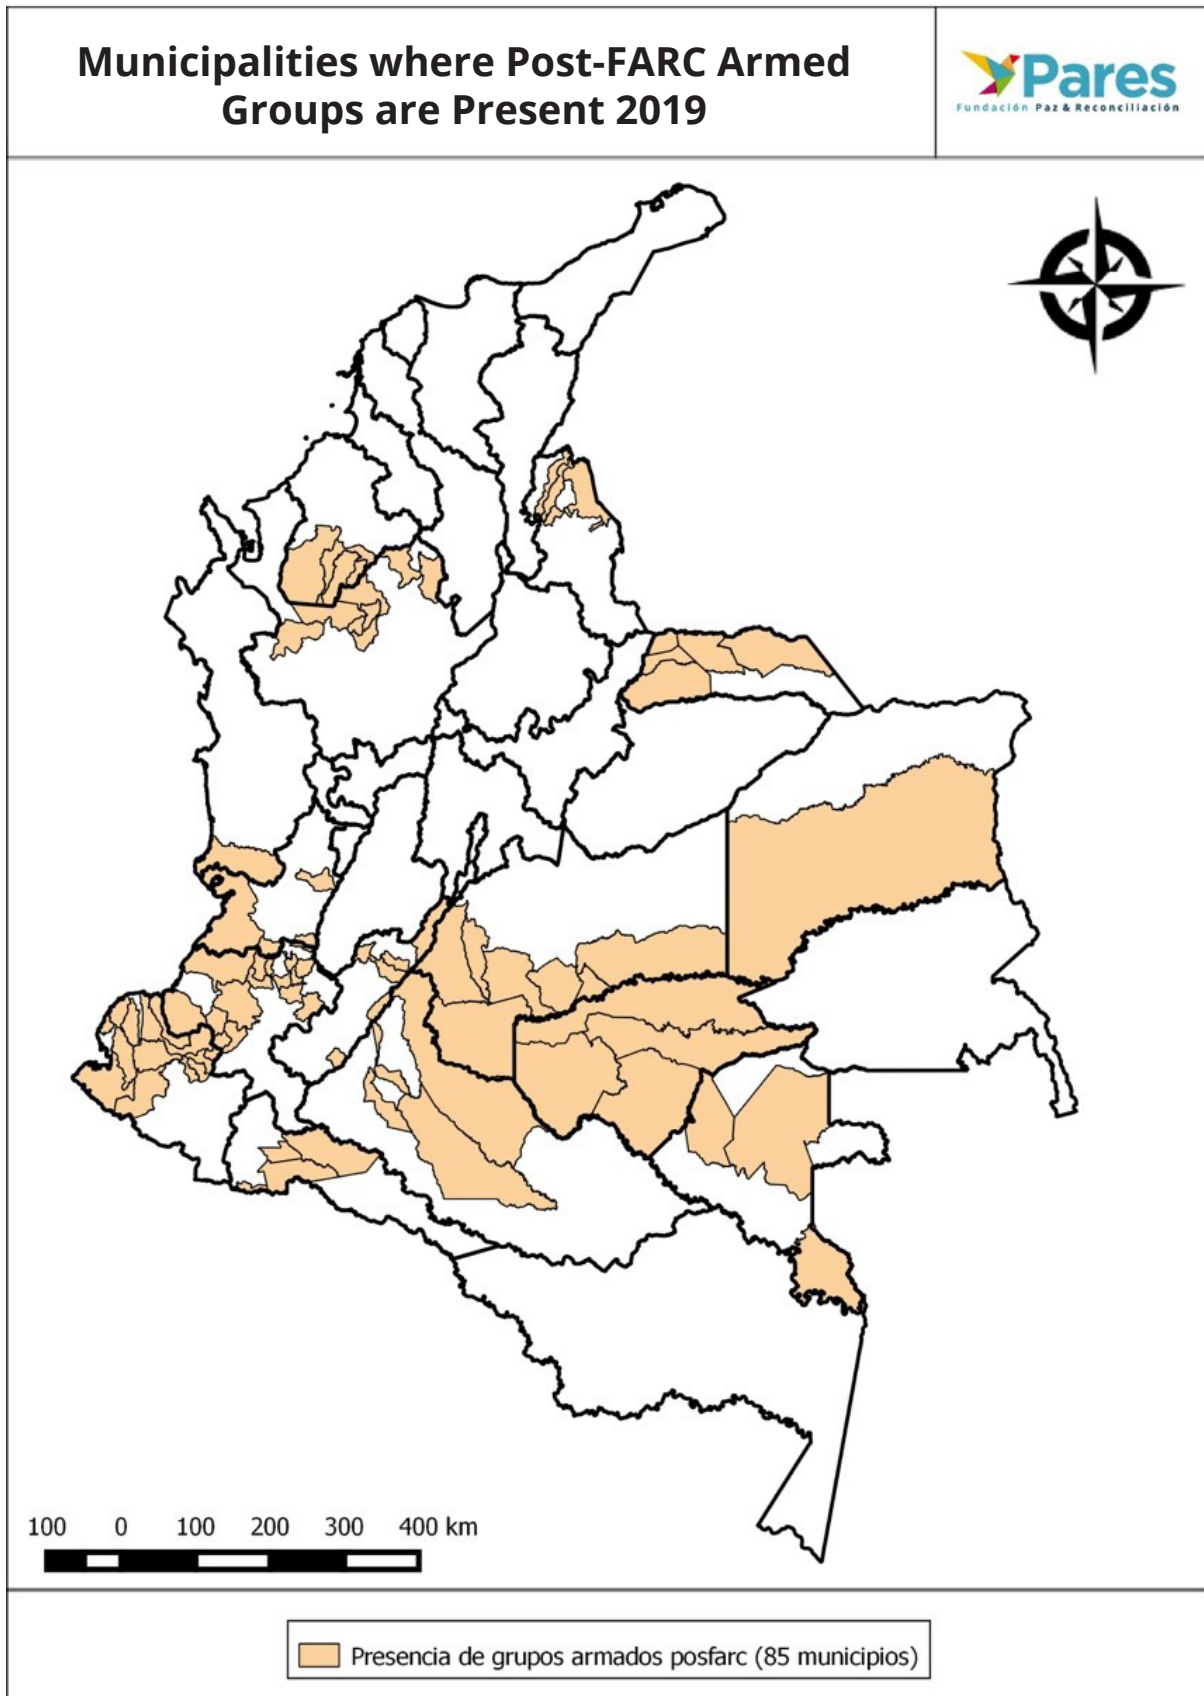 Municipalities where Post-FARC Armed
Groups are Present 2019
Pares
Fundación Paz & Reconciliación
100 0 100 200 300 400 km
Presencia de grupos armados posfarc (85 municipios)